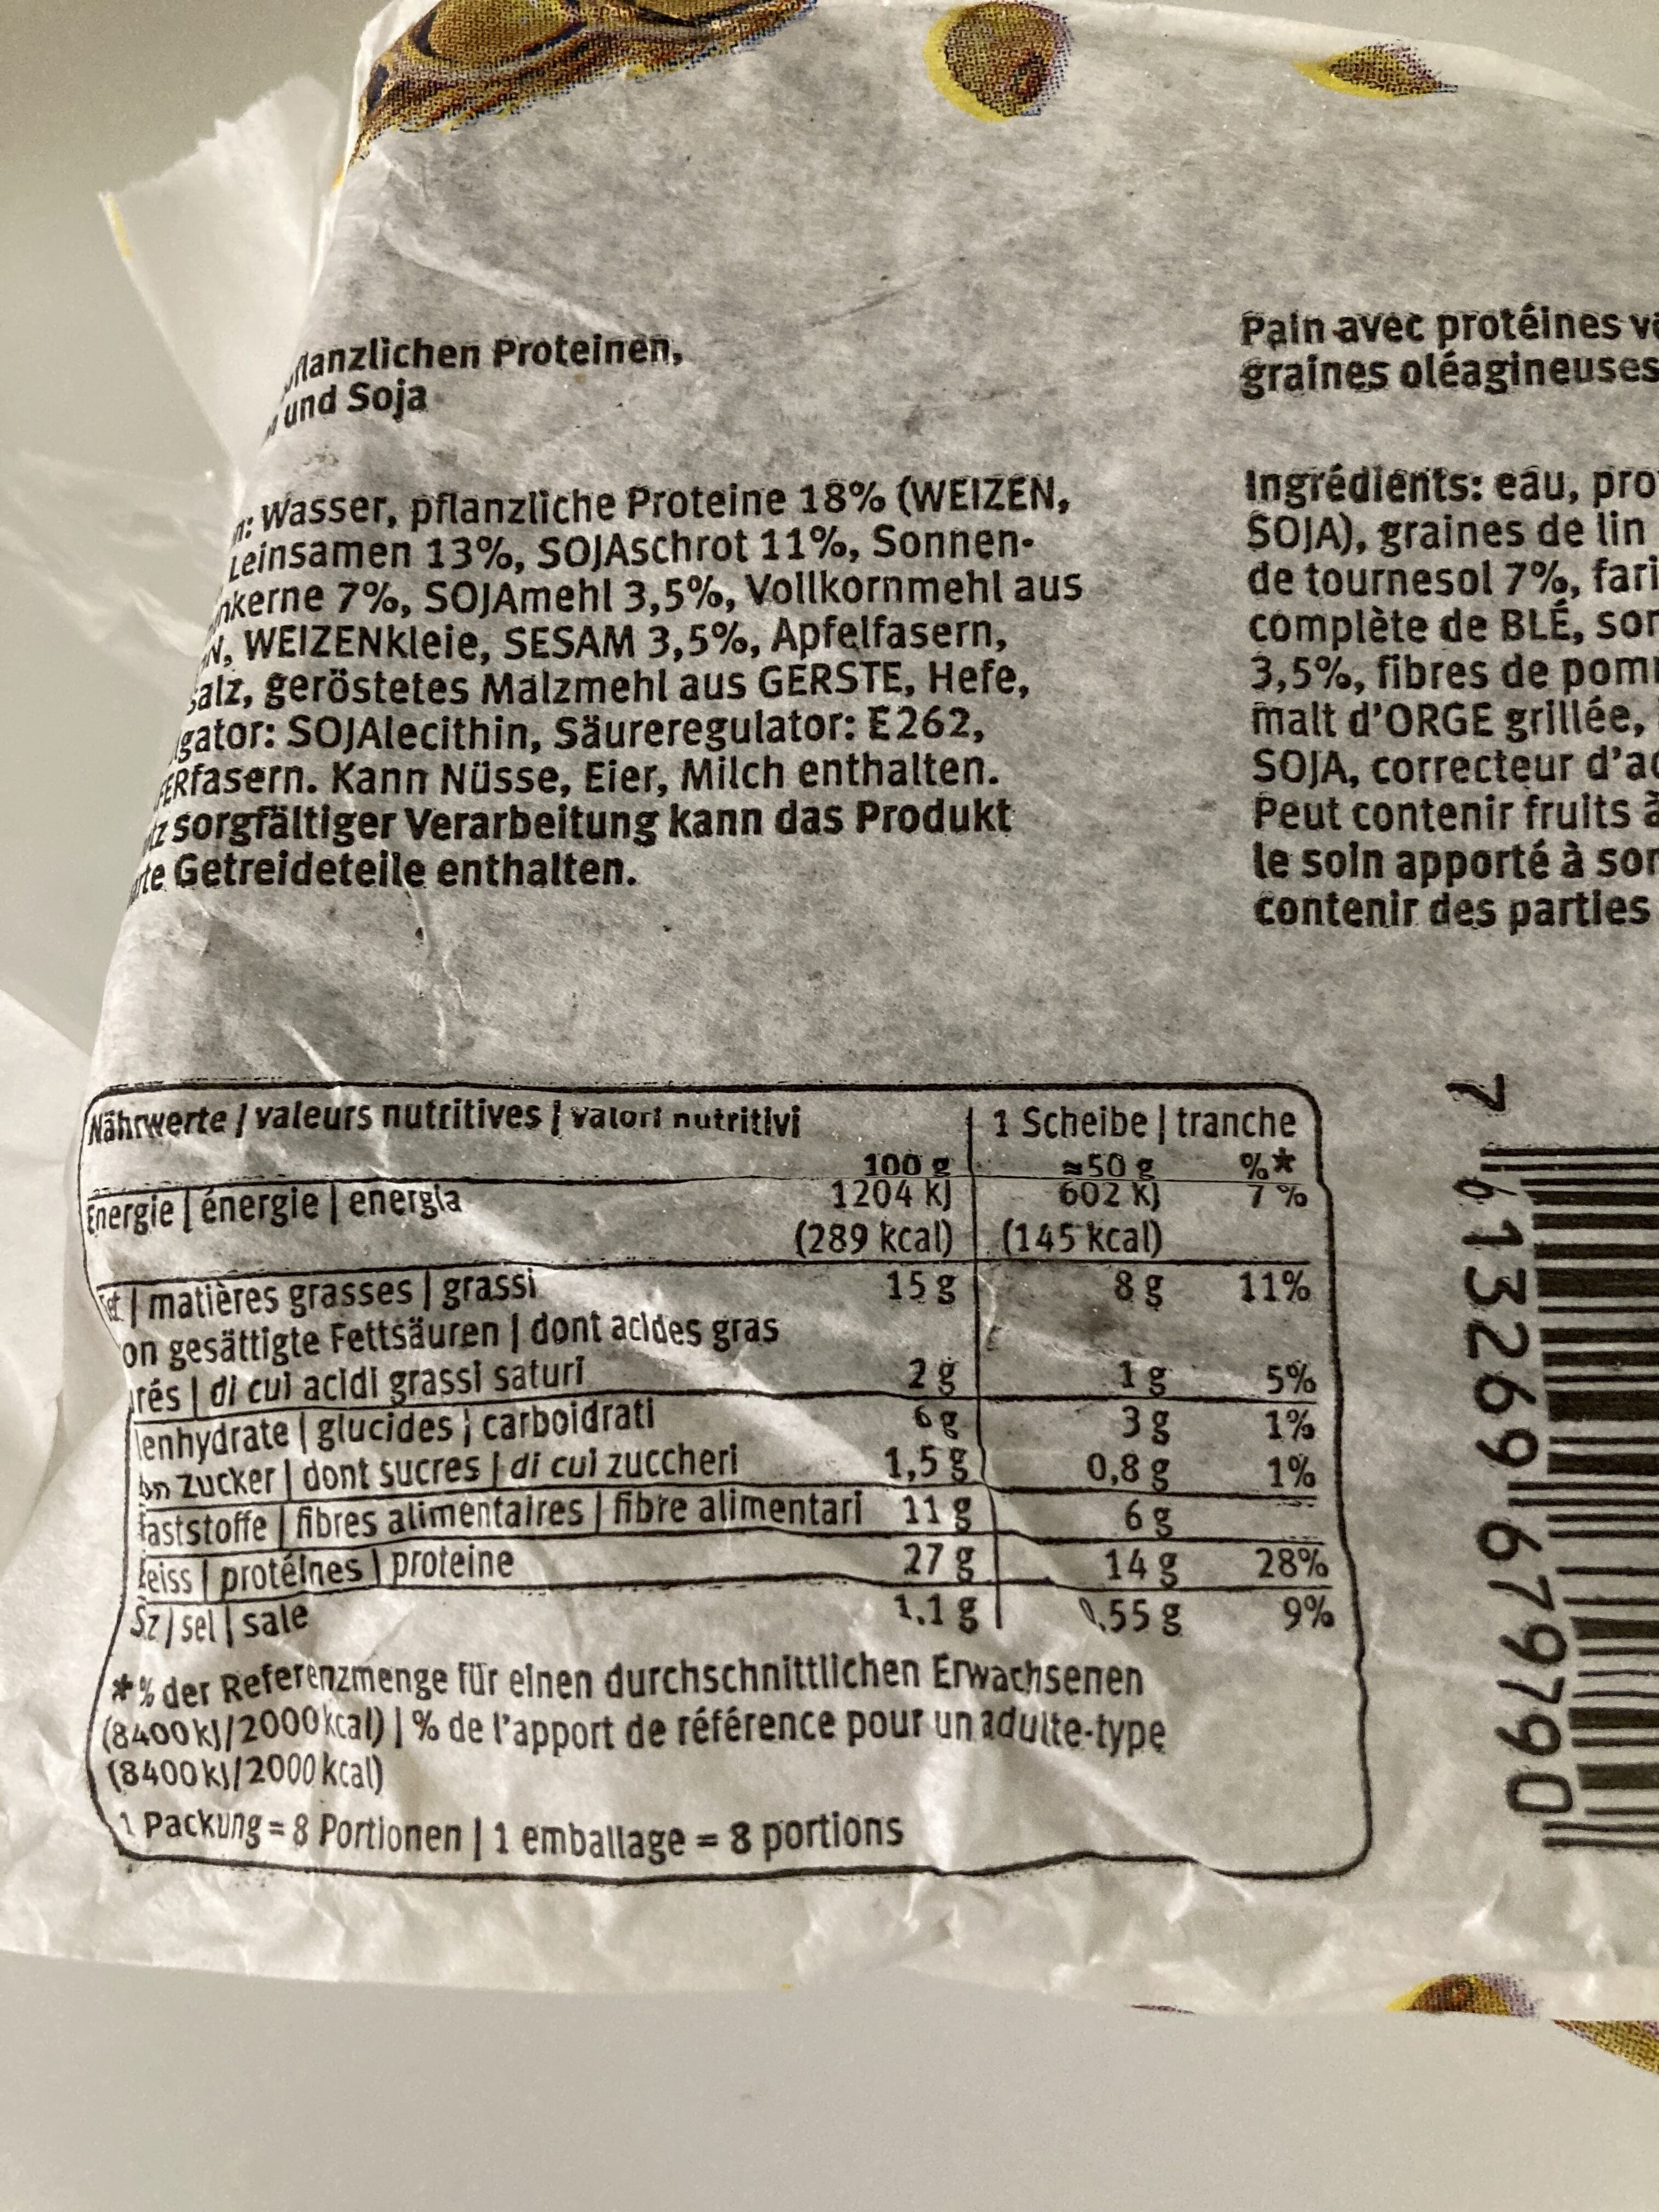 Proteinen,
und Soja
Wasser, pflanzliche Proteine 18% (WEIZEN,
Leinsamen 13%, SOJAschrot 11%, Sonnen-
7%, SOJAmehl 3,5%, Vollkornmehl aus
WEIZENkleie, SESAM 3,5%, Apfelfasern,
geröstetes Malzmehl aus GERSTE, Hefe,
SOJAlecithin, Säureregulator: E262,
Kann Nüsse, Eier, Milch enthalten.
sorgfältiger Verarbeitung kann das Produkt
Getreideteile enthalten.
Pain avec protéines
graines oléagineuses
Ingrédients: eau,
SOJA), graines de lin
de tournesol 7%,
complète de BLÉ,
3,5%, fibres de
malt d'ORGE grillée,
SOJA, correcteur
Peut contenir fruits à
le soin apporté à
contenir des parties
Nährwerte | valeurs nutritives | valori nutritivi 1 Scheibe | tranche
100 g ≈50 g %*
Energie | énergie | energia 1204 kJ 602 kJ 7%
(289 kcal) (145 kcal)
| matières grasses | grassi 15 g 8 g 11%
gesättigte Fettsäuren | dont acides gras
| di cui acidi grassi saturi 2 g 1 g 5%
| glucides | carboidrati 6 g 3 g 1%
Zucker | dont sucres | di cui zuccheri 1,5 g 0,8 g 1%
| fibres alimentaires | fibre alimentari 11 g 6 g
| protéines | proteine 27 g 14 g 28%
| sel | sale 1.1 g 0.55 g 9%
*% der Referenzmenge für einen durchschnittlichen Erwachsenen
(8400 kJ/2000 kcal) | % de l'apport de référence pour un adulte-type
(8400 kJ/2000 kcal)
1 Packung = 8 Portionen | 1 emballage = 8 portions
7 613269 679790